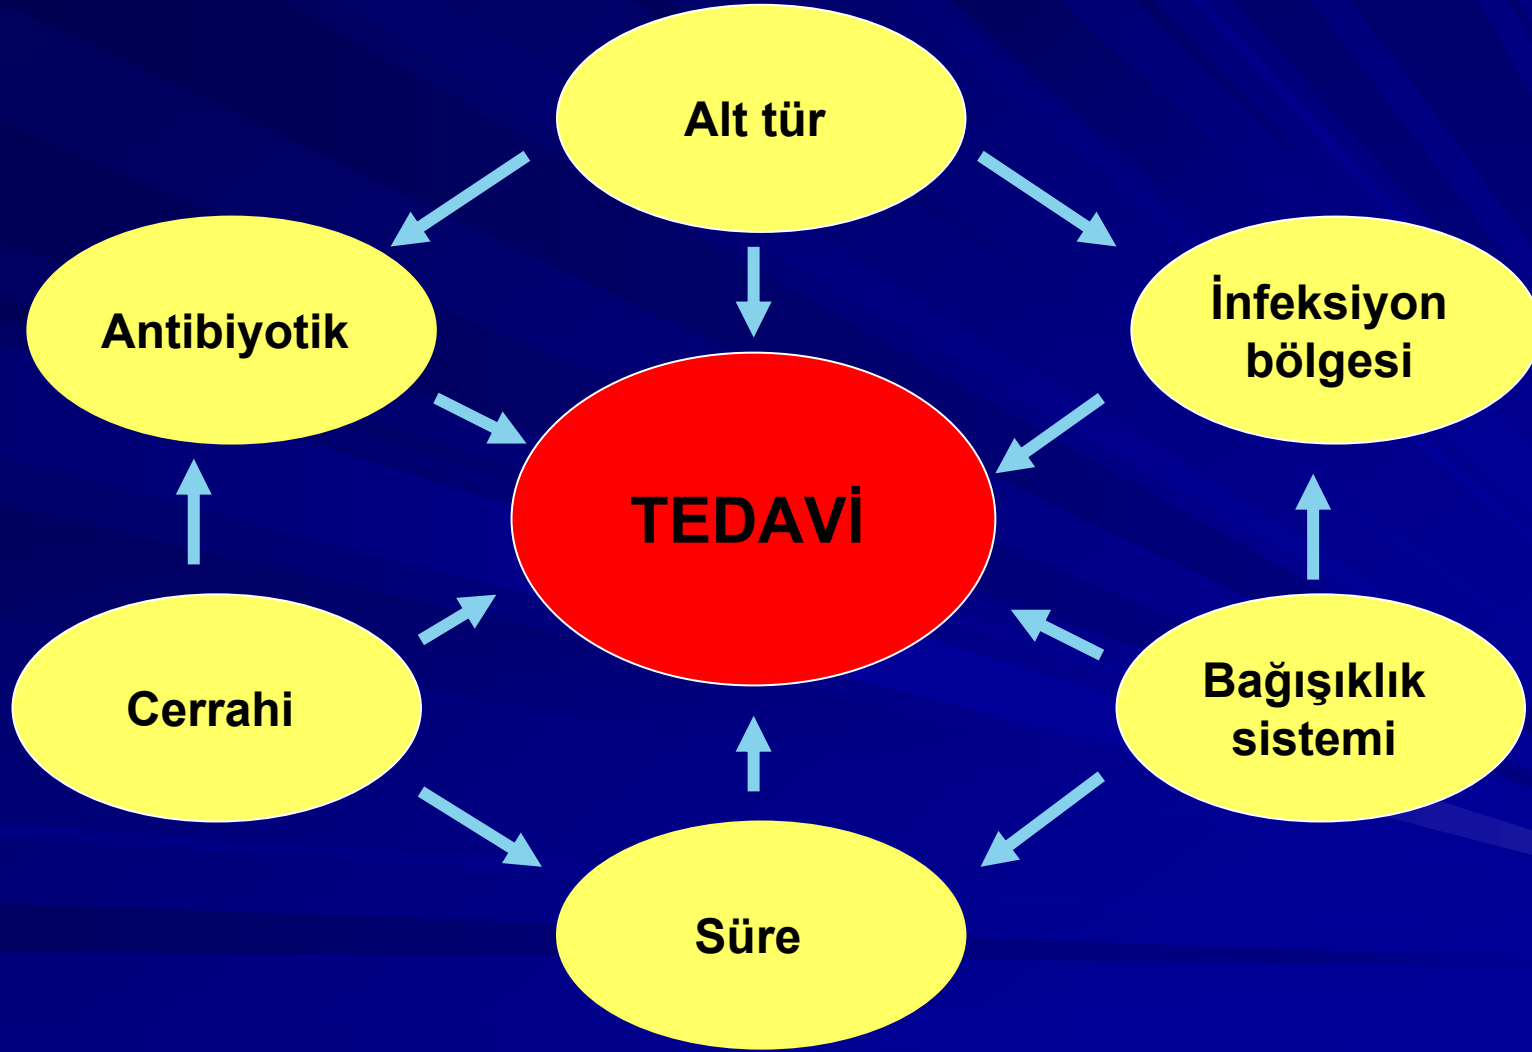 Alt tür
Antibiyotik
İnfeksiyon
bölgesi
TEDAVİ
Cerrahi
Bağışıklık
sistemi
Süre